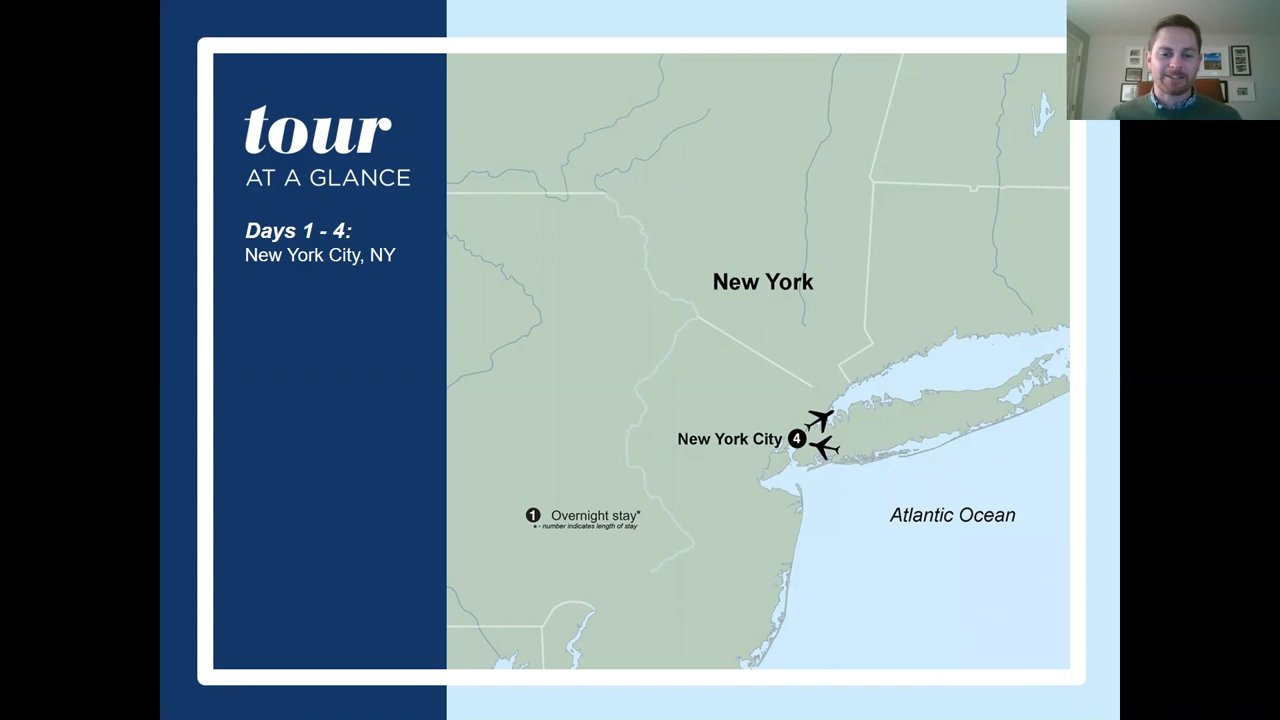 tour
AT A GLANCE
Days 1 - 4:
New York City, NY
New York
New York City 4
1 Overnight stay*
* - number indicates length of stay
Atlantic Ocean